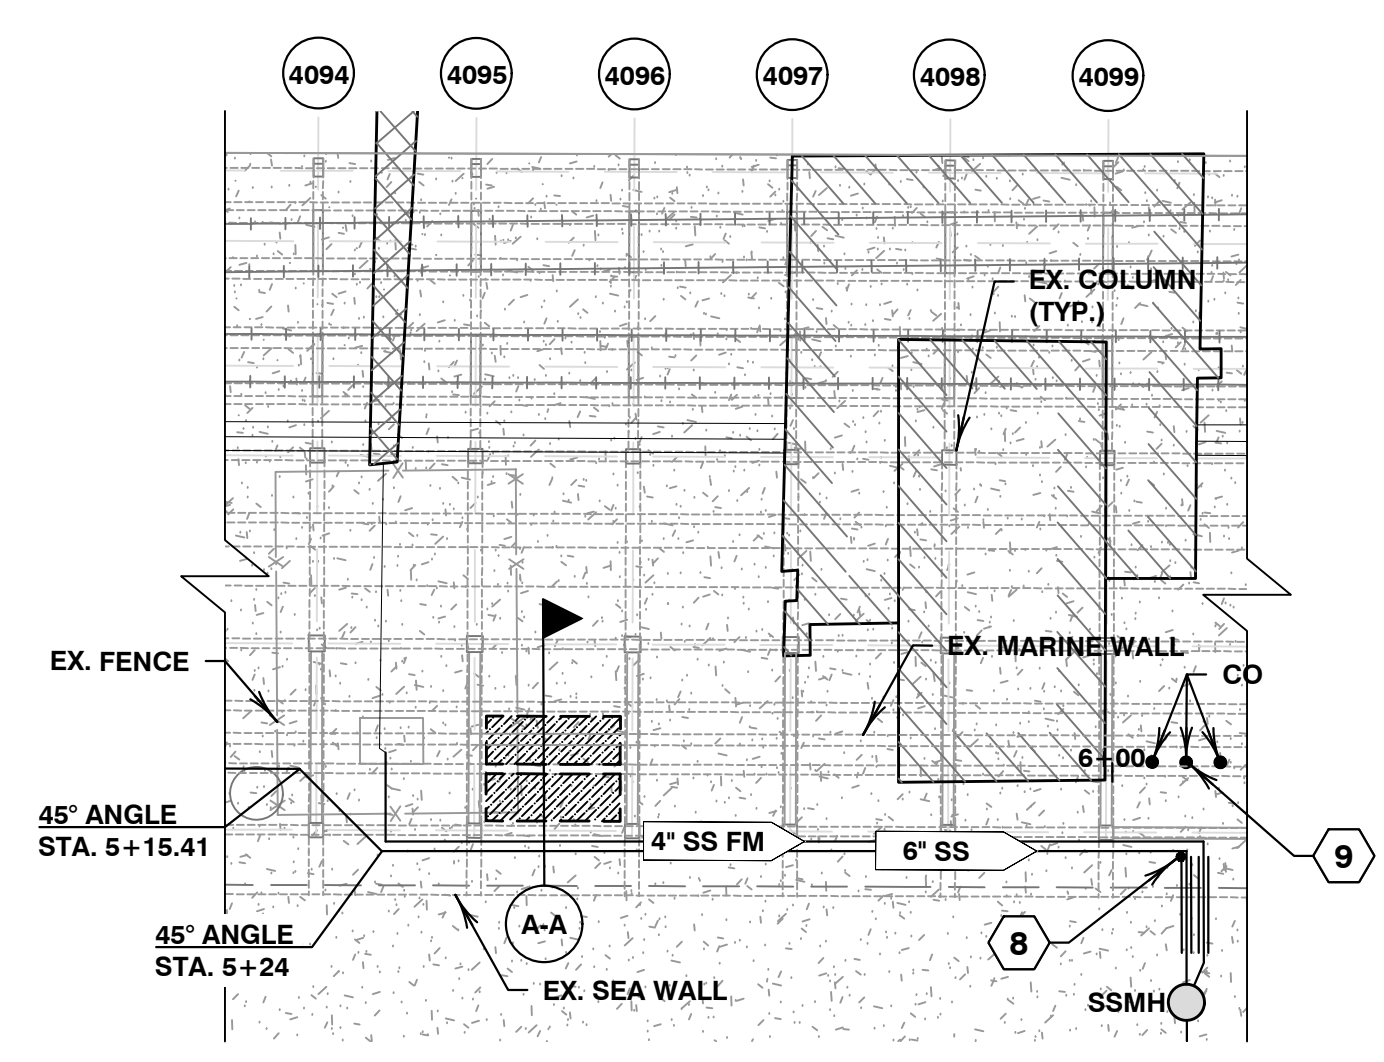 4094 4095 4096 4097 4098 4099
EX. COLUMN
(TYP.)
EX. FENCE
EX. MARINE WALL
CO
6+00
45° ANGLE
STA. 5+15.41
4" SS FM
6" SS
9
45° ANGLE
STA. 5+24
A-A
8
EX. SEA WALL
SSMH